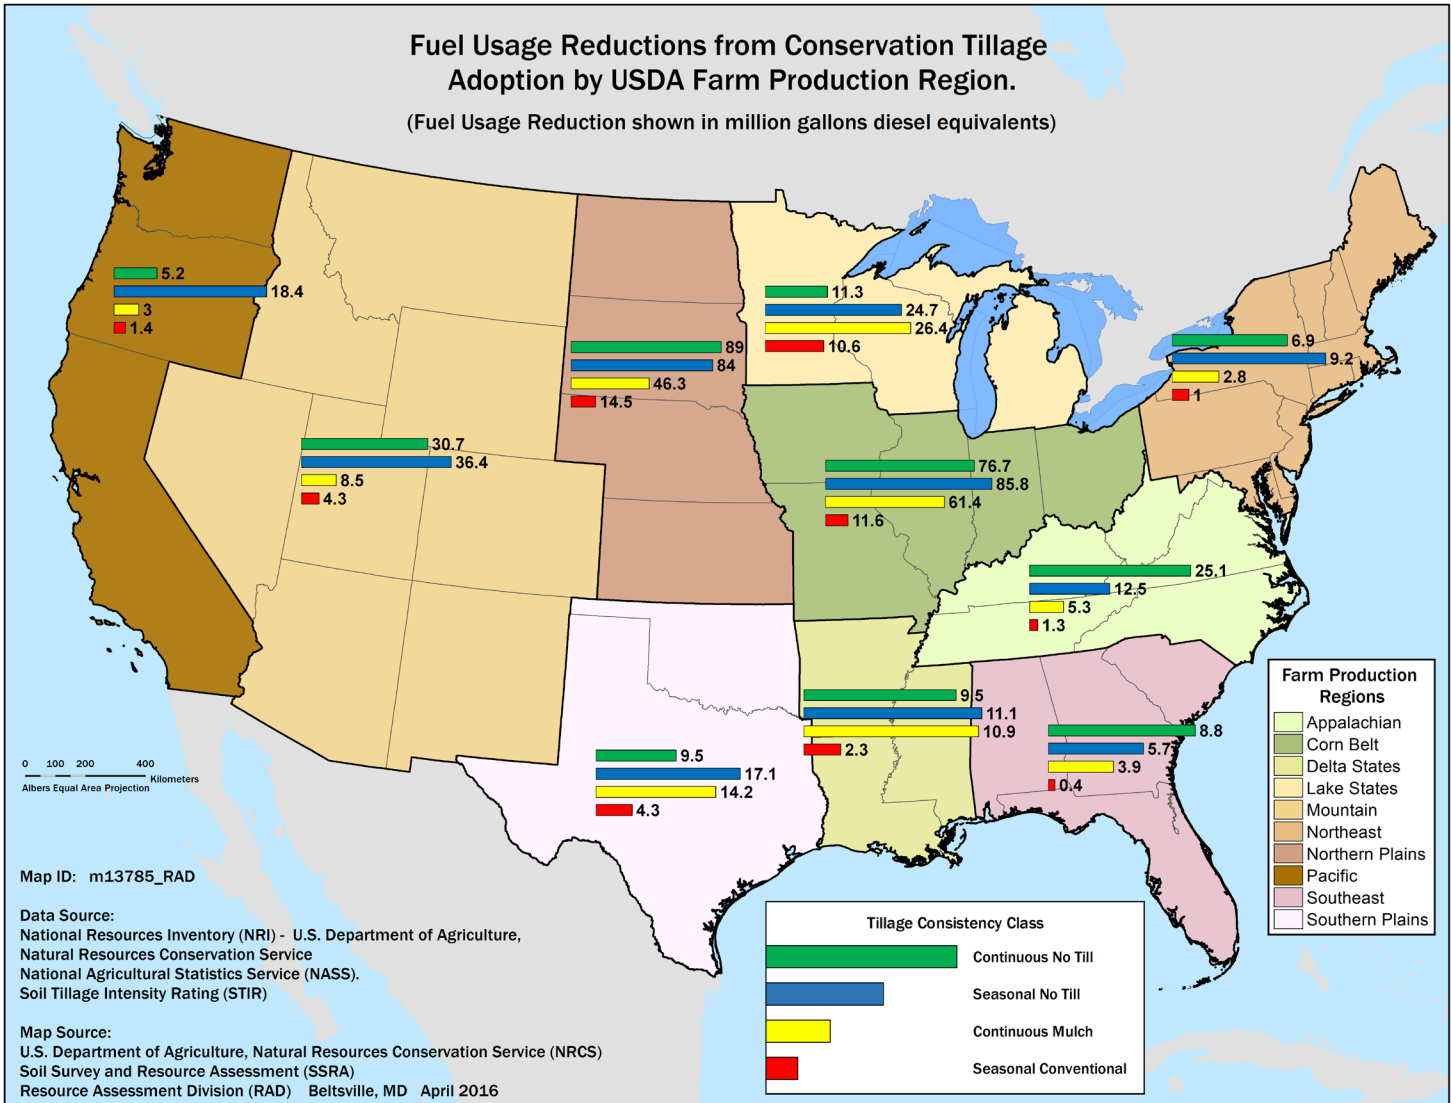 Fuel Usage Reductions from Conservation Tillage
Adoption by USDA Farm Production Region.
(Fuel Usage Reduction shown in million gallons diesel equivalents)
5.2
18.4
3
1.4
30.7
36.4
8.5
4.3
89
84
46.3
14.5
11.3
24.7
26.4
10.6
6.9
9.2
2.8
1
76.7
85.8
61.4
11.6
25.1
12.5
5.3
1.3
9.5
11.1
10.9
2.3
8.8
5.7
3.9
0.4
9.5
17.1
14.2
4.3
Farm Production
Regions
Appalachian
Corn Belt
Delta States
Lake States
Mountain
Northeast
Northern Plains
Pacific
Southeast
Southern Plains
0 100 200 400
Kilometers
Albers Equal Area Projection
Map ID: m13785_RAD
Data Source:
National Resources Inventory (NRI) - U.S. Department of Agriculture,
Natural Resources Conservation Service
National Agricultural Statistics Service (NASS).
Soil Tillage Intensity Rating (STIR)
Map Source:
U.S. Department of Agriculture, Natural Resources Conservation Service (NRCS)
Soil Survey and Resource Assessment (SSRA)
Resource Assessment Division (RAD) Beltsville, MD April 2016
Tillage Consistency Class
Continuous No Till
Seasonal No Till
Continuous Mulch
Seasonal Conventional